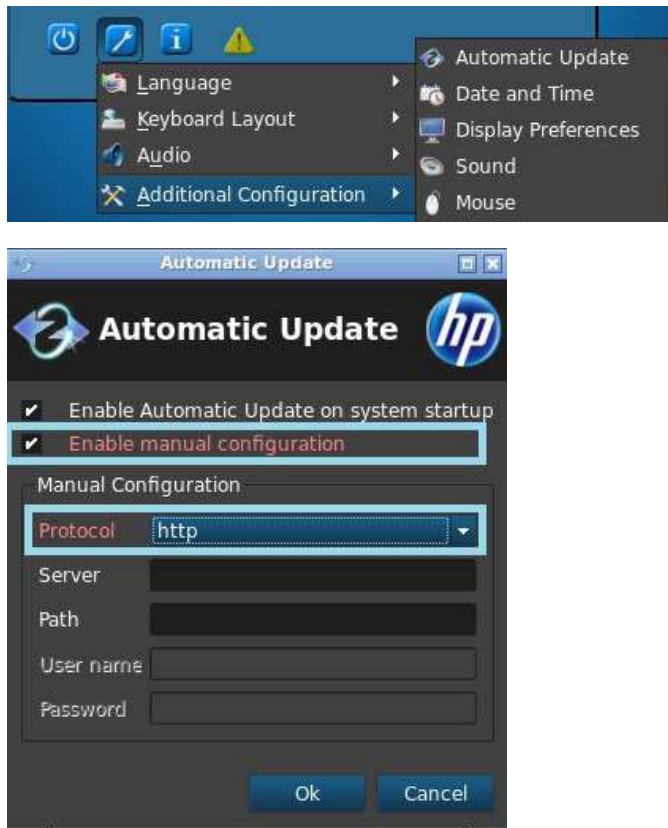 Language
Keyboard Layout
Audio
Additional Configuration
Automatic Update
Date and Time
Display Preferences
Sound
Mouse
Automatic Update
Automatic Update
hp
Enable Automatic Update on system startup
Enable manual configuration
Manual Configuration
Protocol http
Server
Path
User name
Password
Ok Cancel